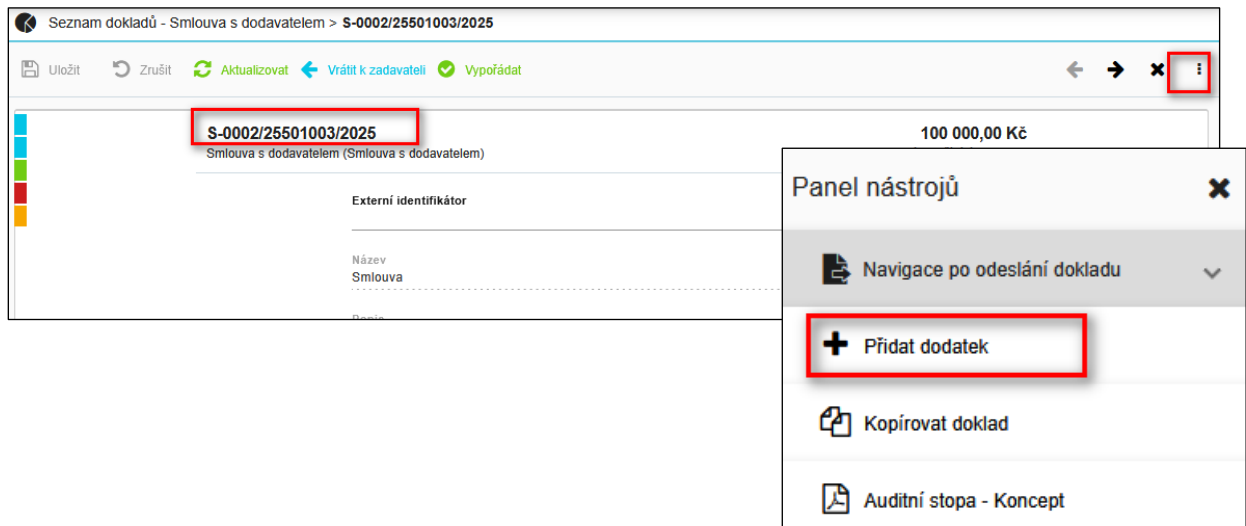 Seznam dokladů - Smlouva s dodavatelem > S-0002/25501003/2025
Uložit Zrušit Aktualizovat Vrátit k zadavateli Vypořádat
S-0002/25501003/2025 100 000,00 Kč
Smlouva s dodavatelem (Smlouva s dodavatelem)
Externí identifikátor
Název
Smlouva
Panel nástrojů
Navigace po odeslání dokladu
Přidat dodatek
Kopírovat doklad
Auditní stopa - Koncept